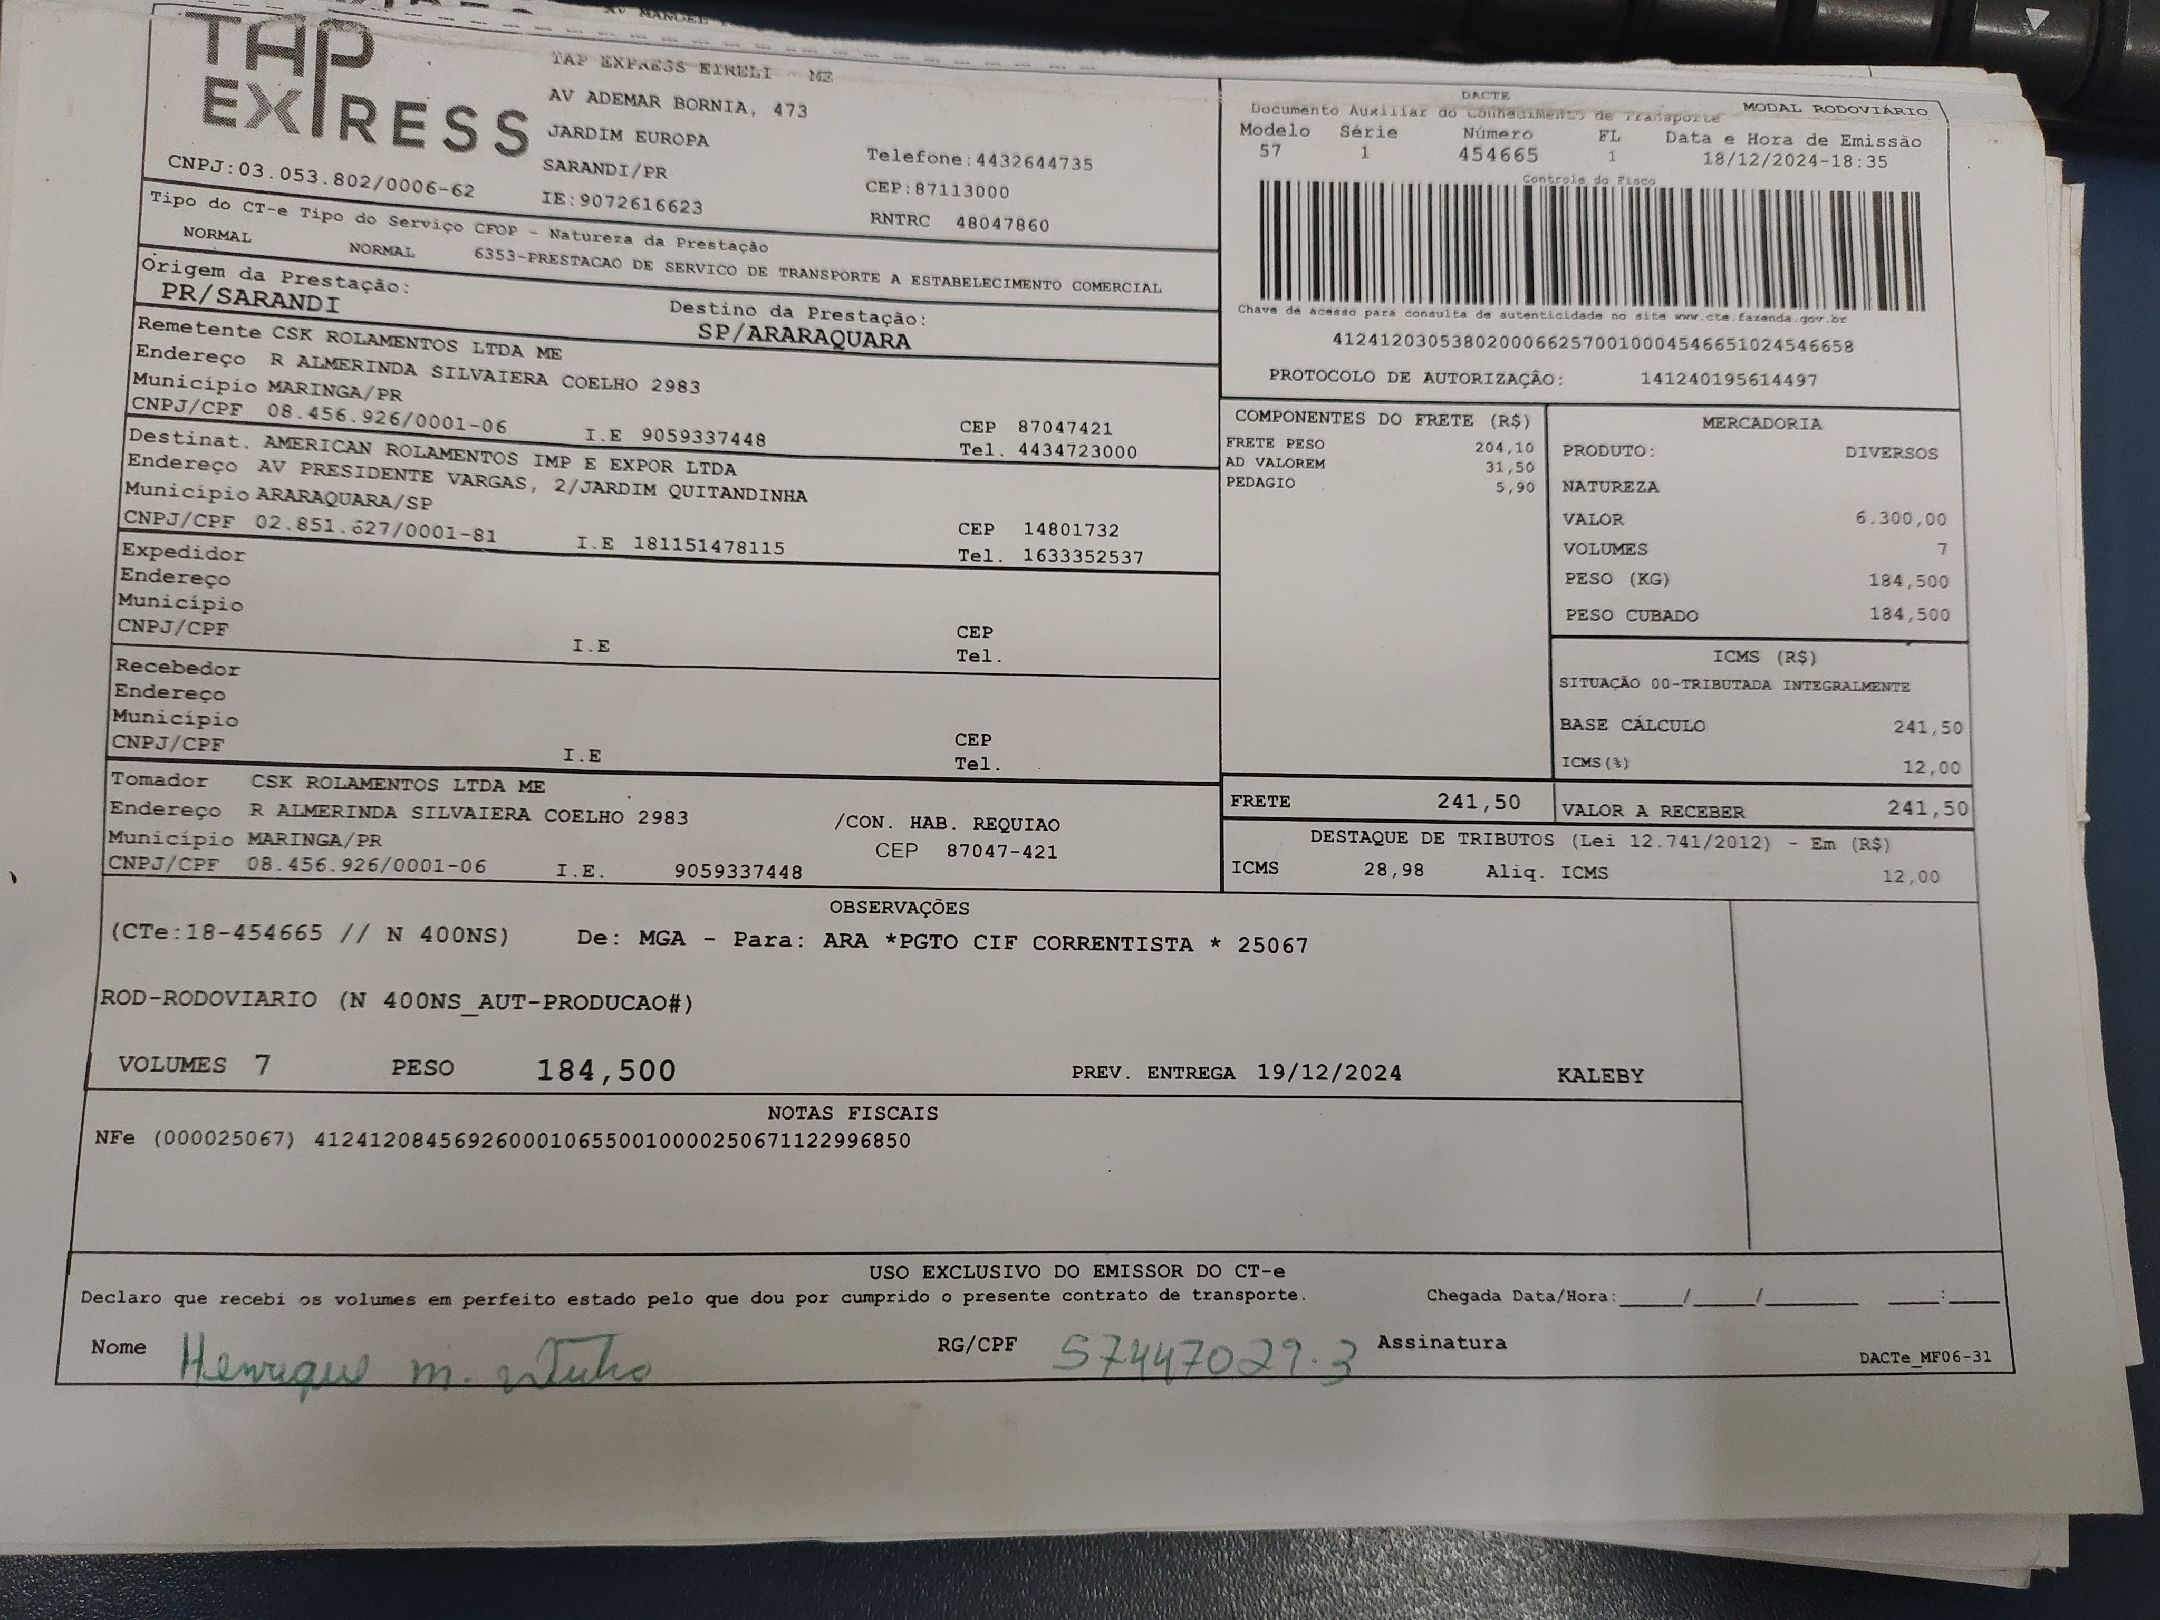 TAP
EXPRESS
CNPJ:03.053.802/0006-62
TAP EXPRESS EIRELI - ME
AV ADEMAR BORNIA, 473
JARDIM EUROPA
SARANDI/PR
IE:9072616623
Telefone:4432644735
CEP:87113000
RNTRC 48047860
DACTE
Documento Auxiliar do Conhecimento de Transporte
MODAL RODOVIÁRIO
Modelo Série Número FL Data e Hora de Emissão
57 1 454665 1 18/12/2024-18:35
Controle do Fisco
Chave de acesso para consulta de autenticidade no site www.cte.fazenda.gov.br
41241203053802000662570010004546651024546658
PROTOCOLO DE AUTORIZAÇÃO: 141240195614497
Tipo do CT-e Tipo do Serviço CFOP - Natureza da Prestação
NORMAL NORMAL 6353-PRESTACAO DE SERVICO DE TRANSPORTE A ESTABELECIMENTO COMERCIAL
Origem da Prestação: Destino da Prestação:
PR/SARANDI SP/ARARAQUARA
Remetente CSK ROLAMENTOS LTDA ME
Endereço R ALMERINDA SILVAIERA COELHO 2983
Município MARINGA/PR CEP 87047421
CNPJ/CPF 08.456.926/0001-06 I.E 9059337448 Tel. 4434723000
Destinat. AMERICAN ROLAMENTOS IMP E EXPOR LTDA
Endereço AV PRESIDENTE VARGAS, 2/JARDIM QUITANDINHA
Município ARARAQUARA/SP CEP 14801732
CNPJ/CPF 02.851.627/0001-81 I.E 181151478115 Tel. 1633352537
Expedidor
Endereço
Município CEP
CNPJ/CPF I.E Tel.
Recebedor
Endereço
Município CEP
CNPJ/CPF I.E Tel.
Tomador CSK ROLAMENTOS LTDA ME
Endereço R ALMERINDA SILVAIERA COELHO 2983 /CON. HAB. REQUIAO
Município MARINGA/PR CEP 87047-421
CNPJ/CPF 08.456.926/0001-06 I.E. 9059337448
COMPONENTES DO FRETE (R$)
FRETE PESO 204,10
AD VALOREM 31,50
PEDAGIO 5,90
MERCADORIA
PRODUTO: DIVERSOS
NATUREZA
VALOR 6.300,00
VOLUMES 7
PESO (KG) 184,500
PESO CUBADO 184,500
ICMS (R$)
SITUAÇÃO 00-TRIBUTADA INTEGRALMENTE
BASE CÁLCULO 241,50
ICMS(%) 12,00
FRETE 241,50 VALOR A RECEBER 241,50
DESTAQUE DE TRIBUTOS (Lei 12.741/2012) - Em (R$)
ICMS 28,98 Aliq. ICMS 12,00
OBSERVAÇÕES
(CTe:18-454665 // N 400NS) De: MGA - Para: ARA *PGTO CIF CORRENTISTA * 25067
ROD-RODOVIARIO (N 400NS_AUT-PRODUCAO#)
VOLUMES 7 PESO 184,500 PREV. ENTREGA 19/12/2024 KALEBY
NOTAS FISCAIS
NFe (000025067) 41241208456926000106550010000250671122996850
USO EXCLUSIVO DO EMISSOR DO CT-e
Declaro que recebi os volumes em perfeito estado pelo que dou por cumprido o presente contrato de transporte. Chegada Data/Hora:_____/_____/_______ ____:____
Nome Henrique m. RG/CPF 57447029.3 Assinatura
DACTe_MF06-31